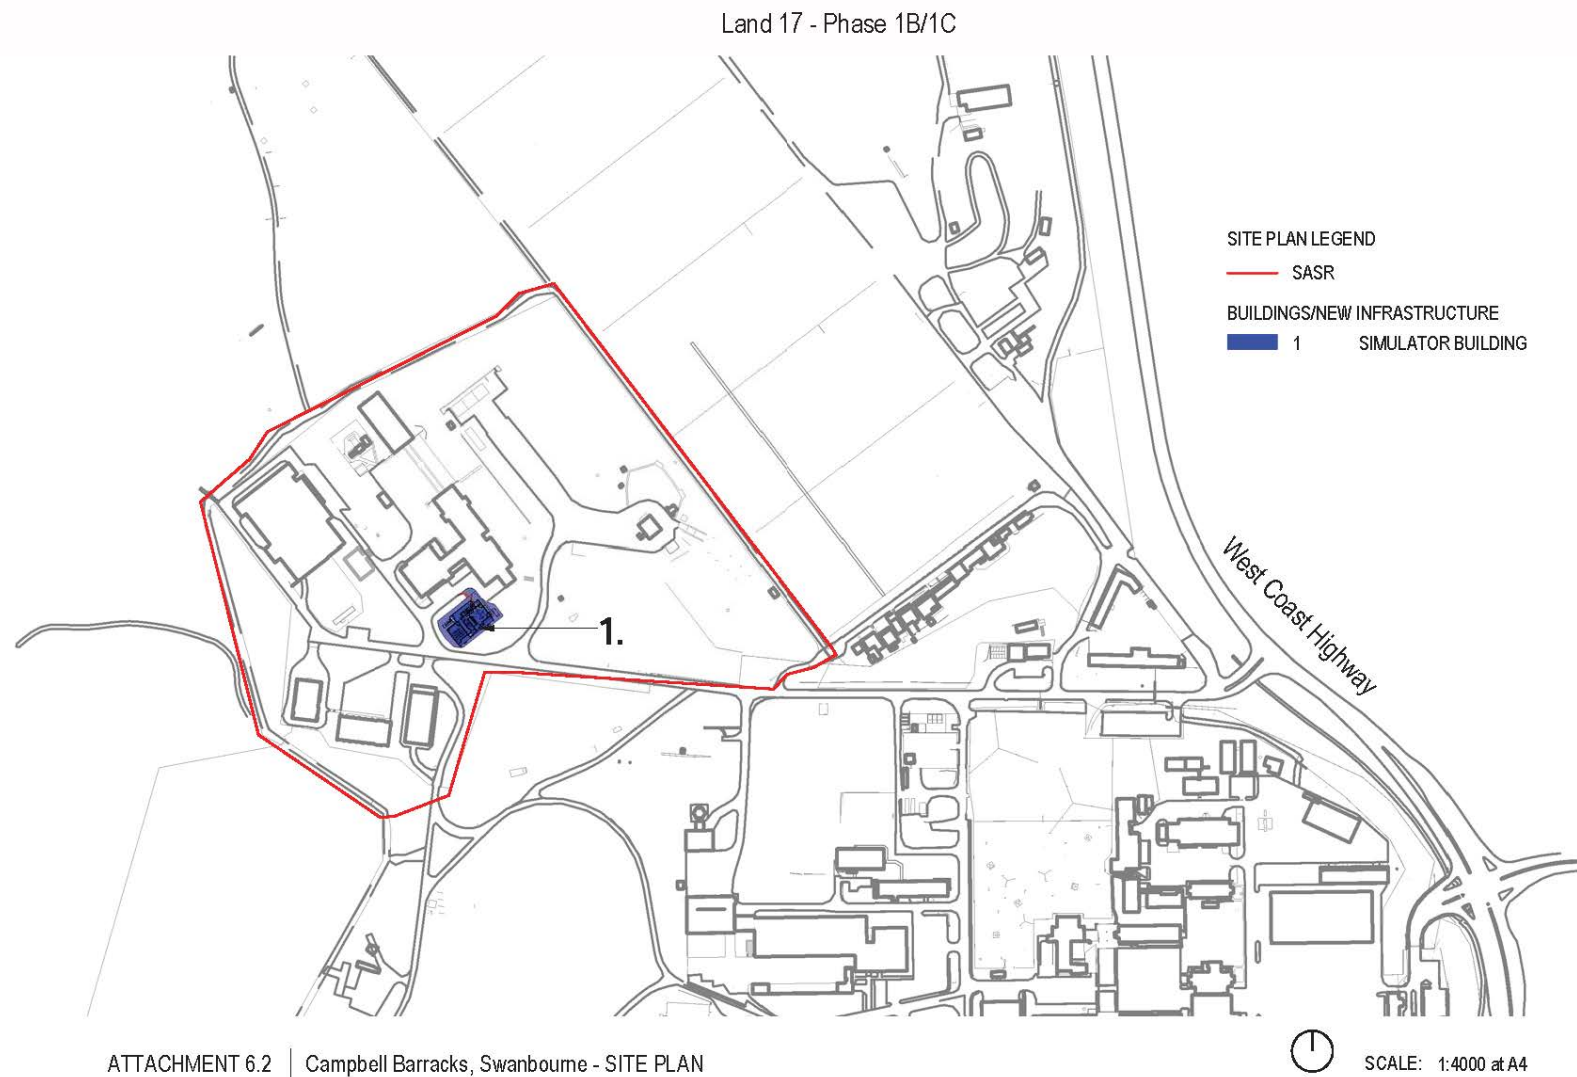 Land 17 - Phase 1B/1C
SITE PLAN LEGEND
SASR
BUILDINGS/NEW INFRASTRUCTURE
1 SIMULATOR BUILDING
West Coast Highway
1.
ATTACHMENT 6.2 | Campbell Barracks, Swanbourne - SITE PLAN
SCALE: 1:4000 at A4